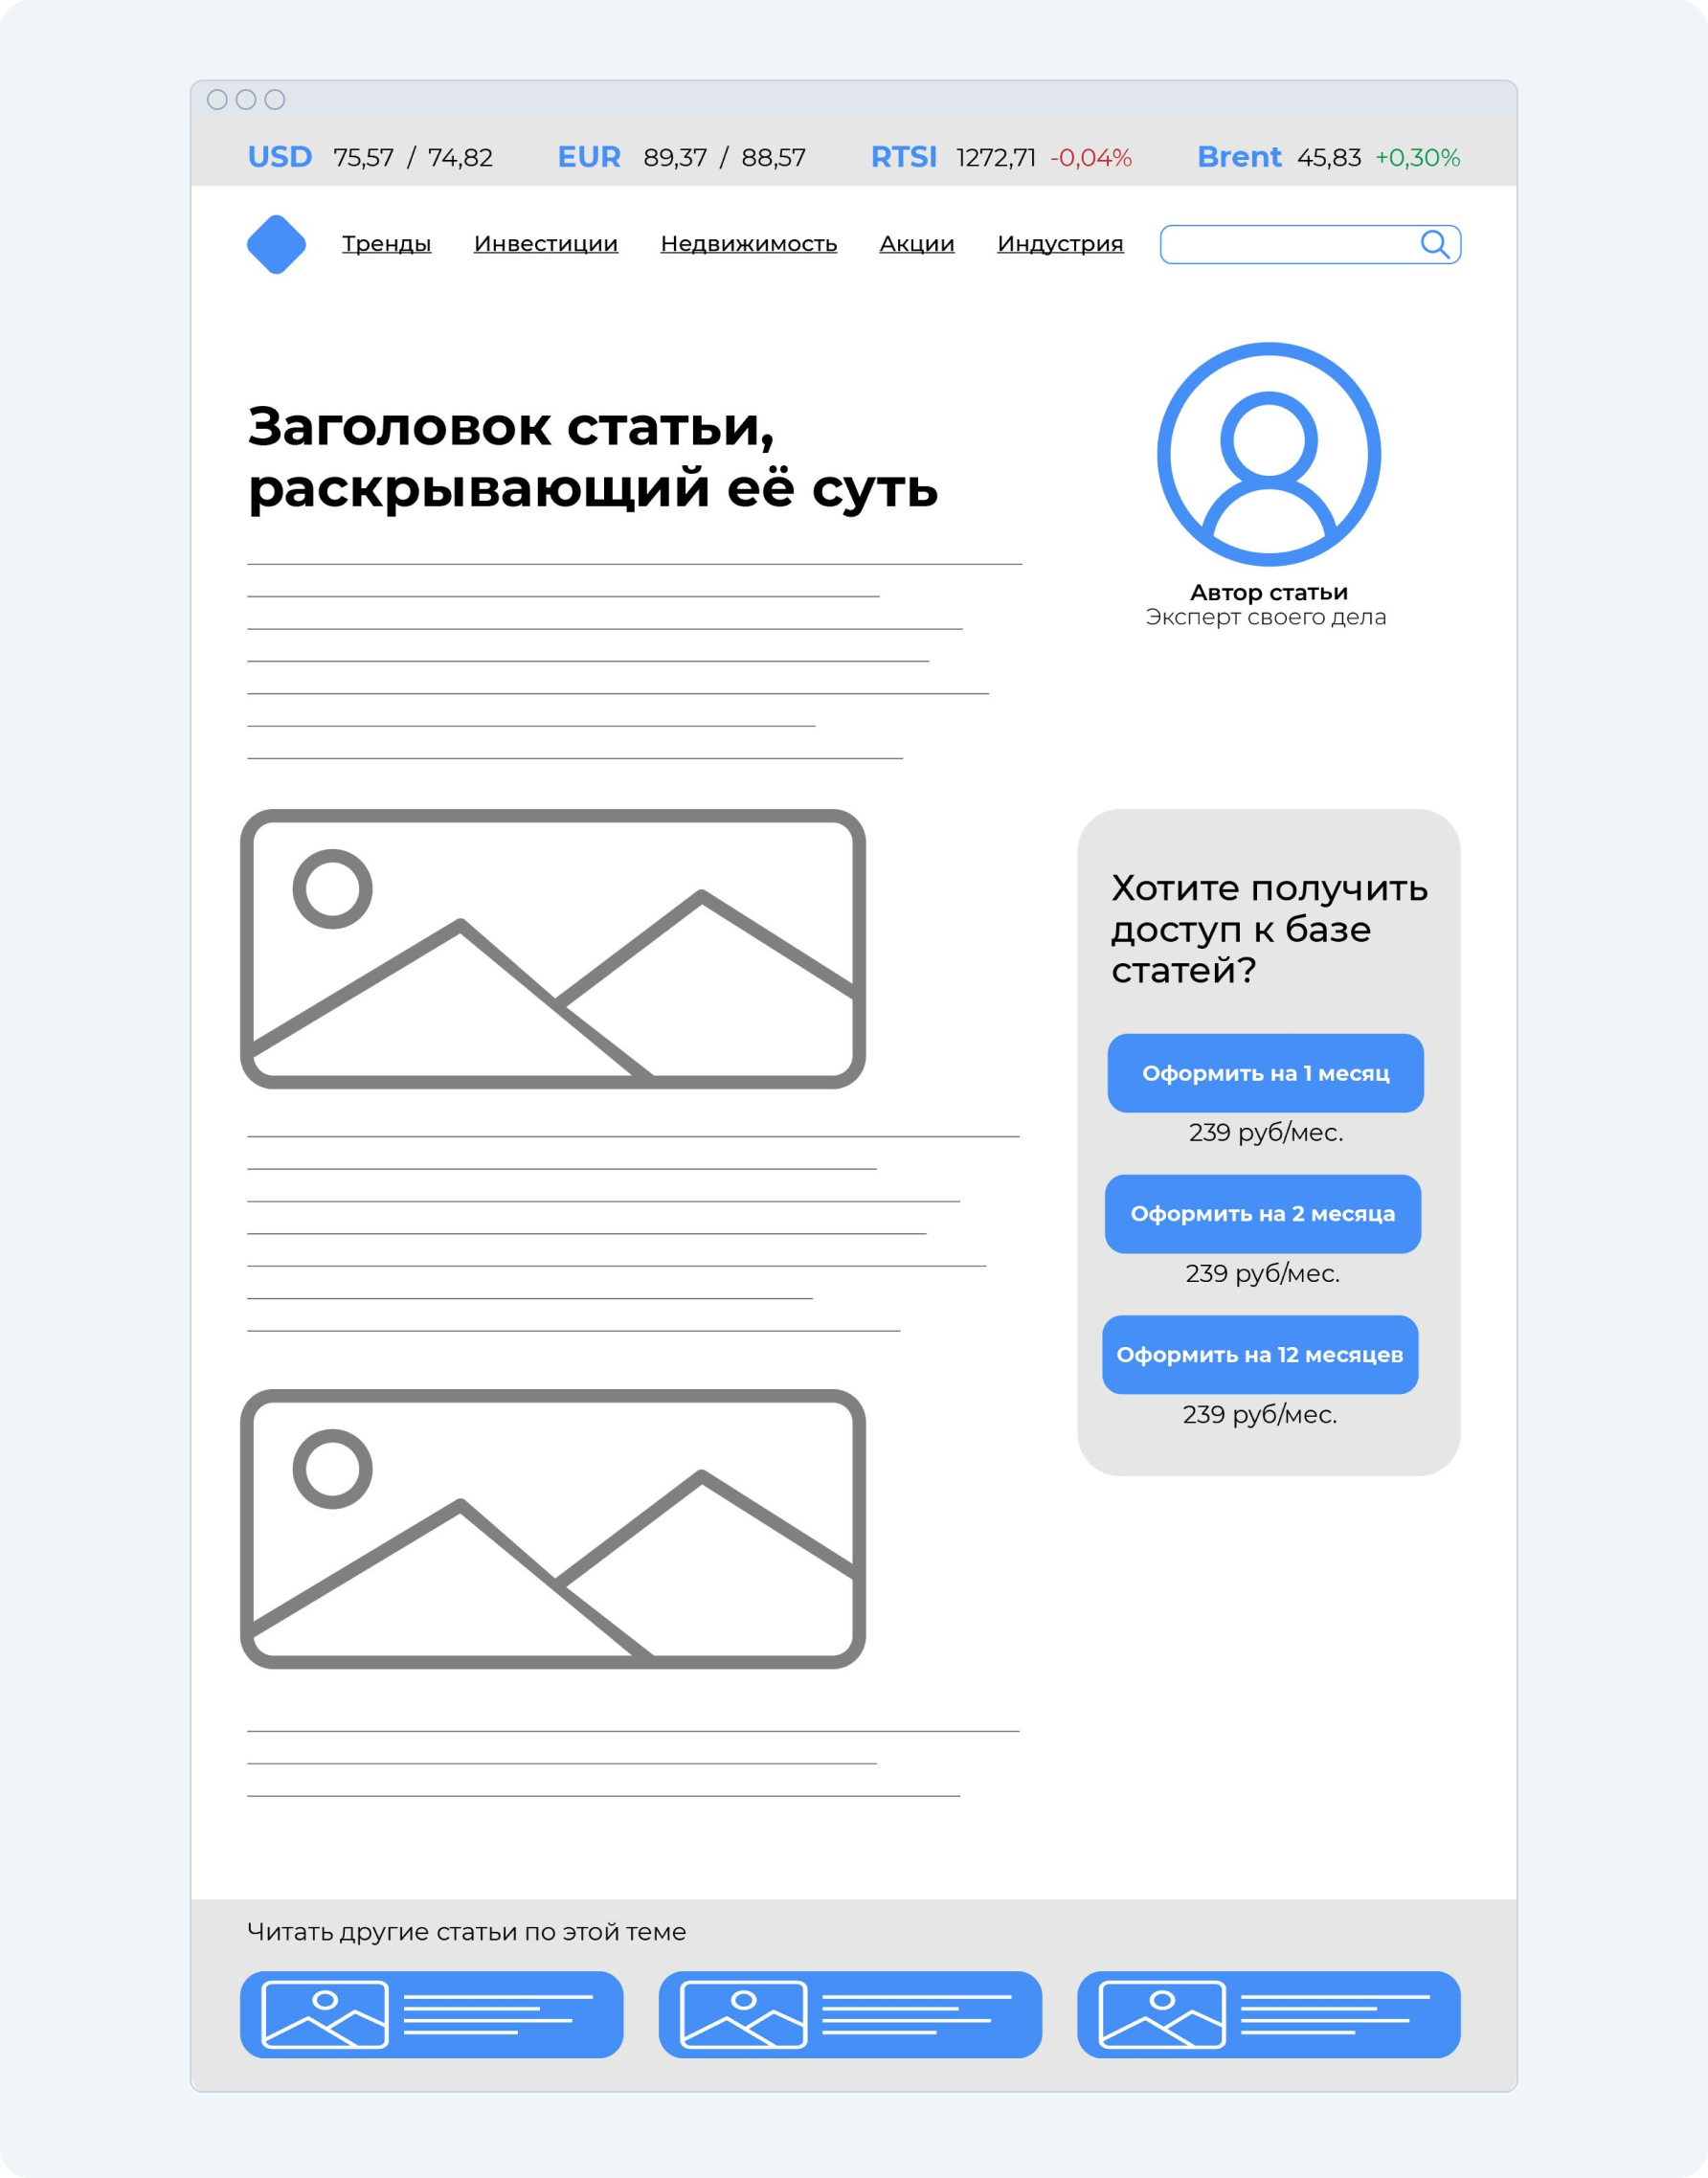 USD 75,57 / 74,82 EUR 89,37 / 88,57 RTSI 1272,71 -0,04% Brent 45,83 +0,30%
Тренды Инвестиции Недвижимость Акции Индустрия
Заголовок статьи,
раскрывающий её суть
Автор статьи
Эксперт своего дела
Хотите получить
доступ к базе
статей?
Оформить на 1 месяц
239 руб/мес.
Оформить на 2 месяца
239 руб/мес.
Оформить на 12 месяцев
239 руб/мес.
Читать другие статьи по этой теме